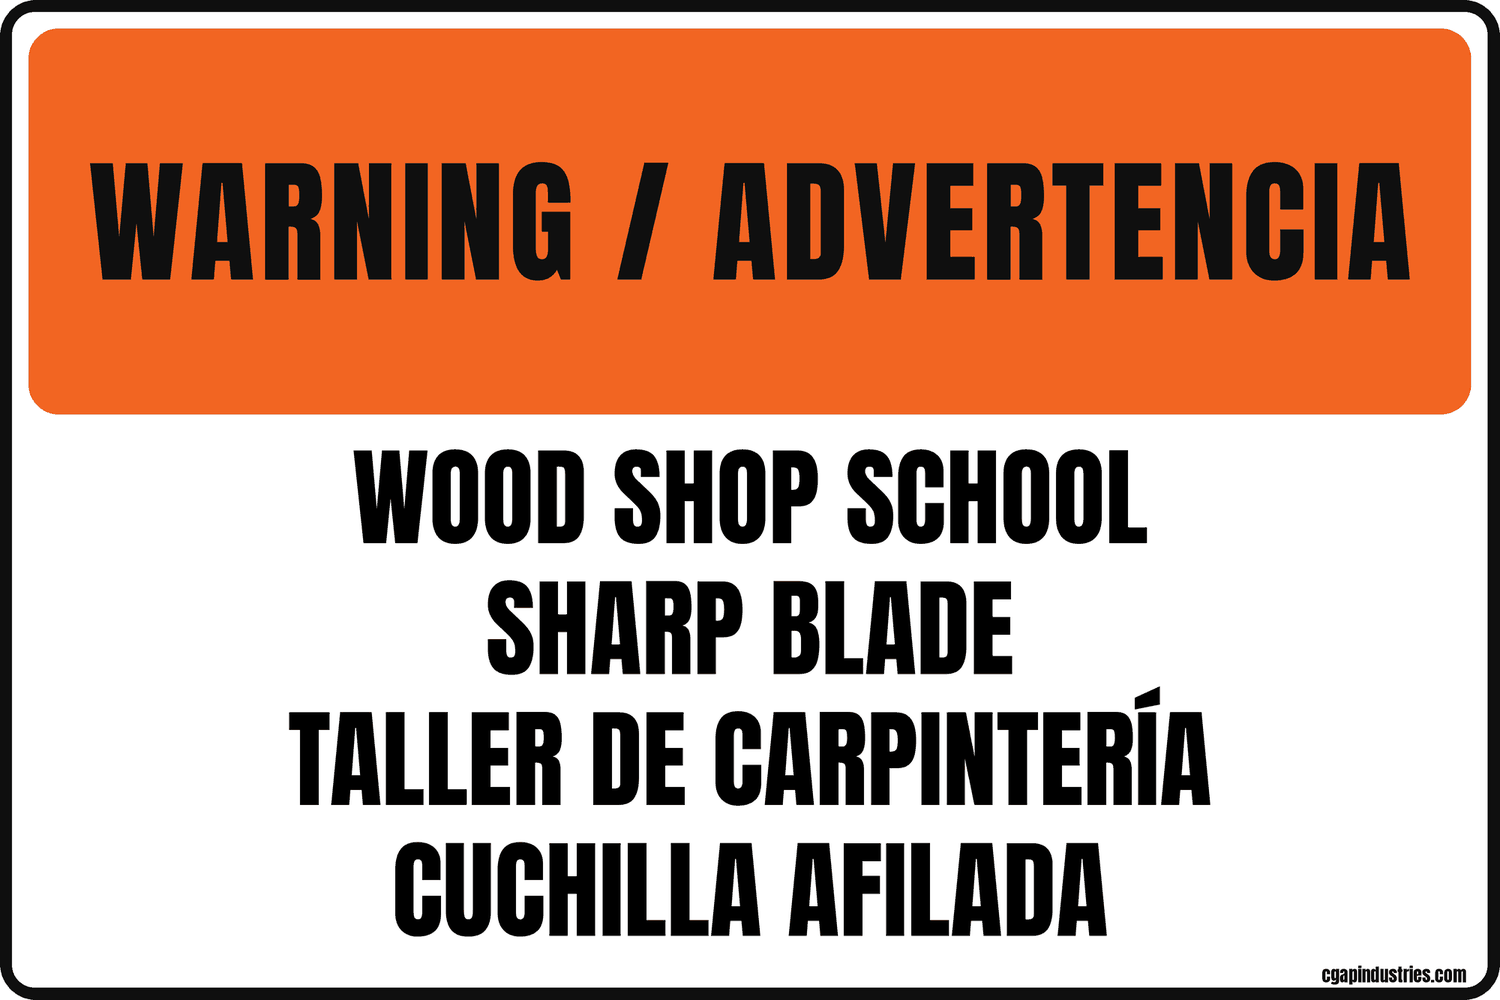 WARNING / ADVERTENCIA
WOOD SHOP SCHOOL
SHARP BLADE
TALLER DE CARPINTERÍA
CUCHILLA AFILADA
cgapindustries.com